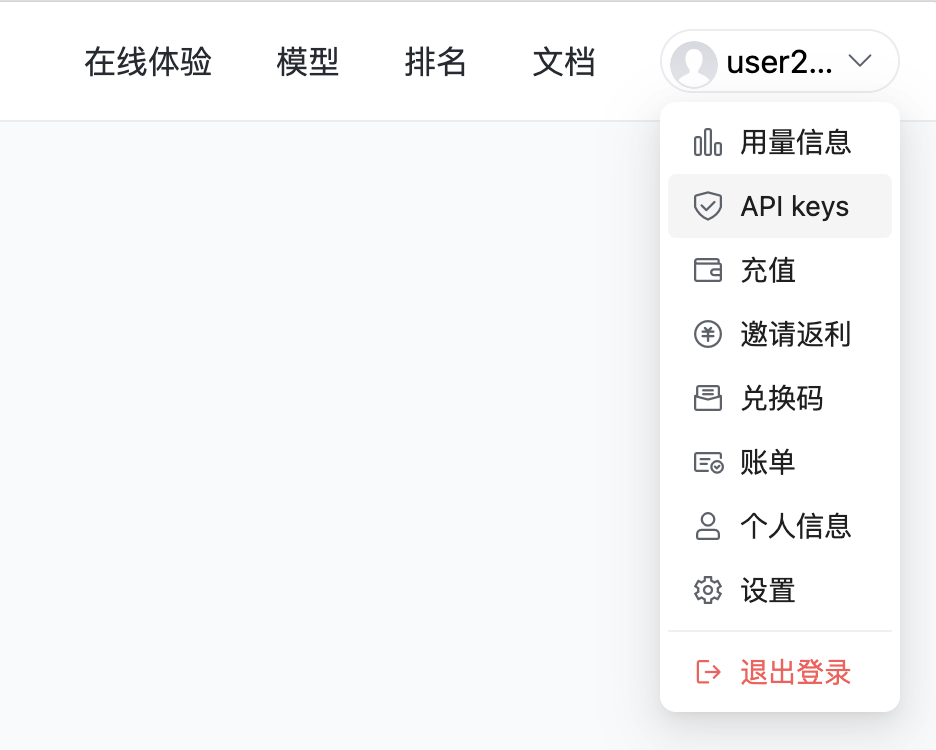 在线体验 模型 排名 文档 user2...
用量信息
API keys
充值
邀请返利
兑换码
账单
个人信息
设置
退出登录